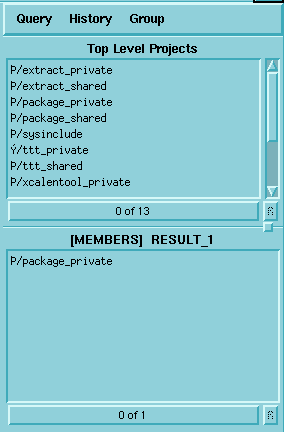 Query History Group
Top Level Projects
P/extract_private
P/extract_shared
P/package_private
P/package_shared
P/sysinclude
Ý/ttt_private
P/ttt_shared
P/xcalentool_private
0 of 13
[MEMBERS] RESULT_1
P/package_private
0 of 1